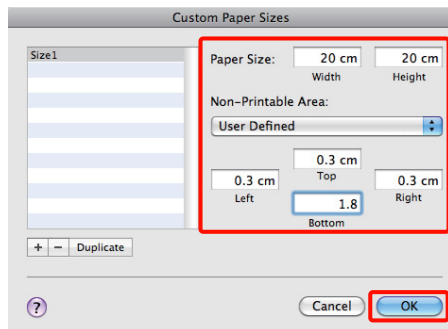 Custom Paper Sizes
Size1
Paper Size: 20 cm 20 cm
Width Height
Non-Printable Area:
User Defined
0.3 cm
Top
0.3 cm 0.3 cm
Left Right
1.8
Bottom
+ − Duplicate
? Cancel OK